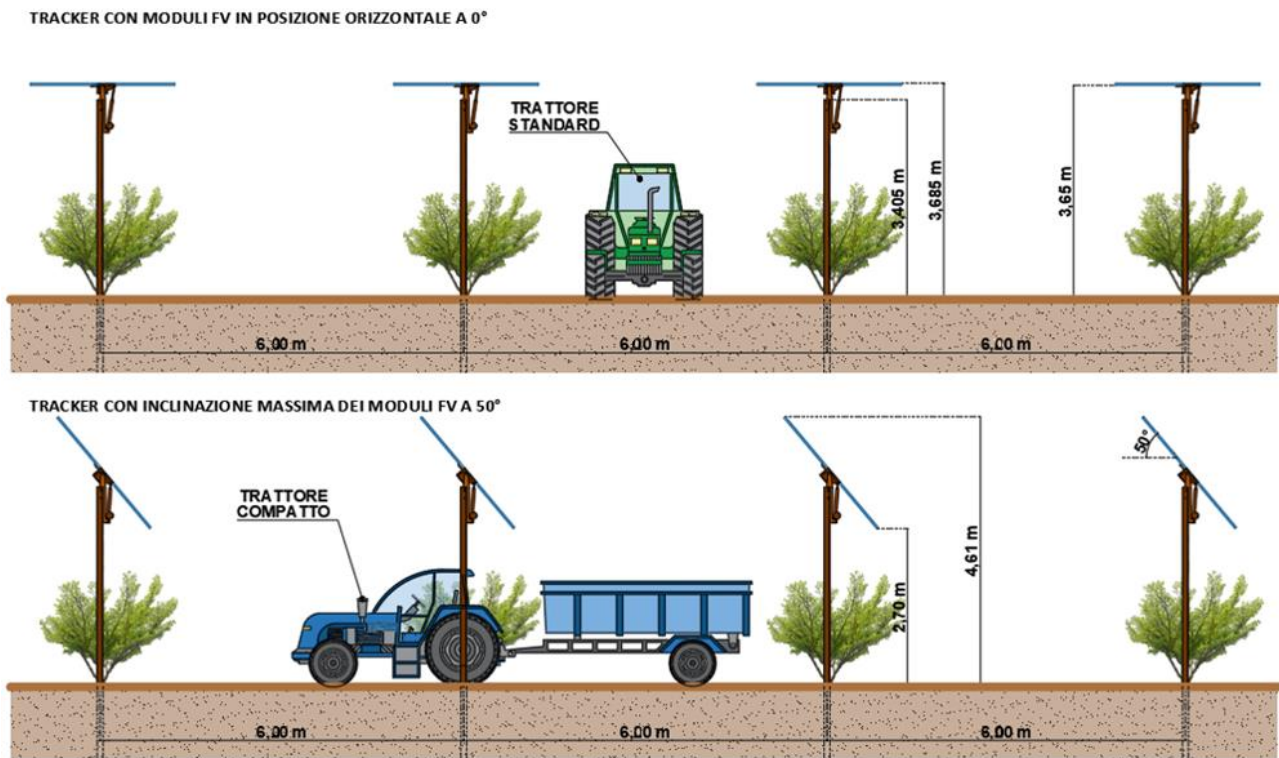 TRACKER CON MODULI FV IN POSIZIONE ORIZZONTALE A 0°
TRATTORE
STANDARD
3,405 m
3,685 m
3,65 m
6,00 m
6,00 m
6,00 m
TRACKER CON INCLINAZIONE MASSIMA DEI MODULI FV A 50°
50°
TRATTORE
COMPATTO
2,70 m
4,61 m
6,00 m
6,00 m
6,00 m